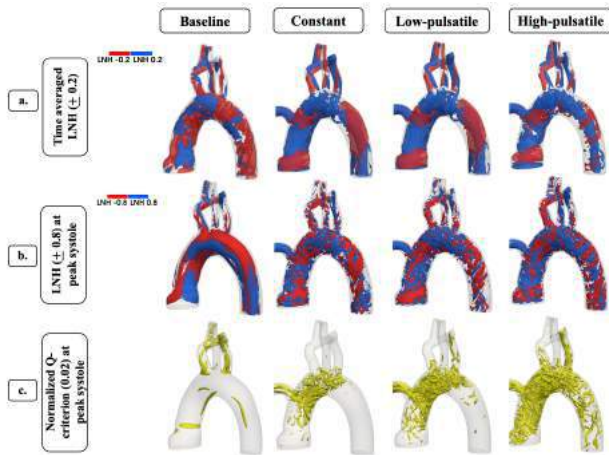 Baseline
Constant
Low-pulsatile
High-pulsatile
LNH -0.2 LNH 0.2
a.
Time averaged
LNH (± 0.2)
LNH -0.8 LNH 0.8
b.
LNH (± 0.8) at
peak systole
c.
Normalized Q-
criterion (0.02) at
peak systole